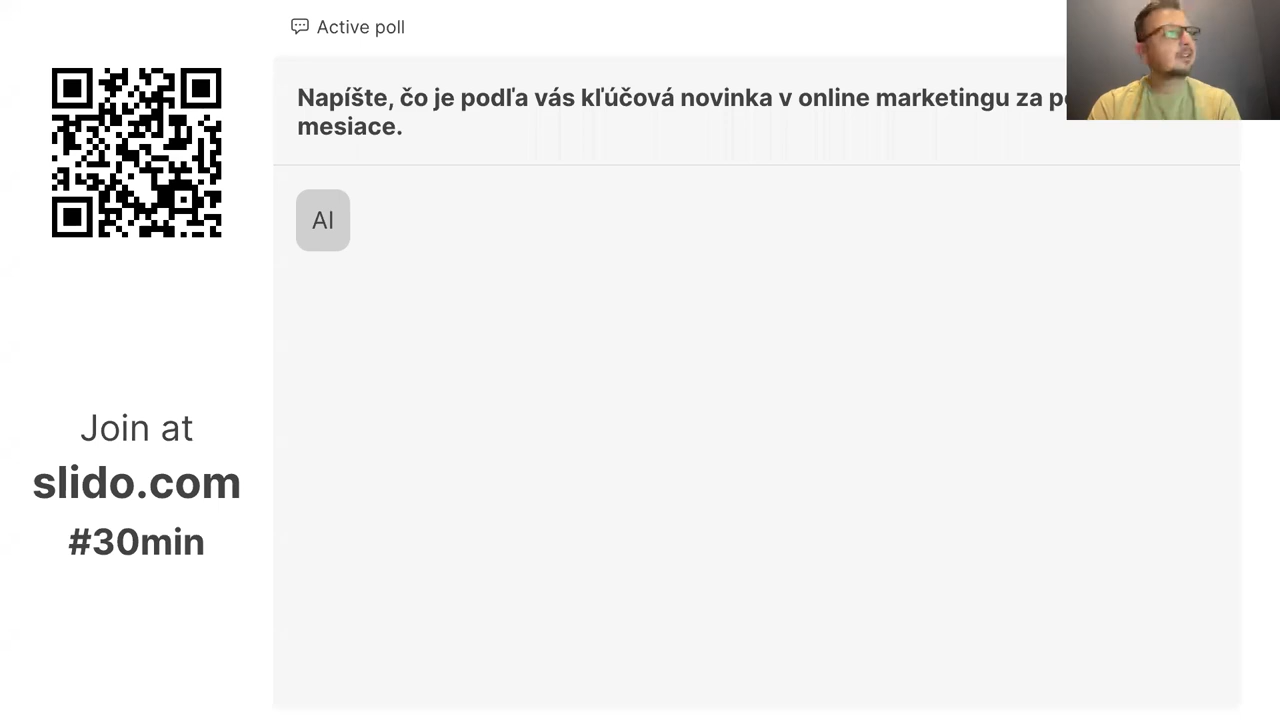 Active poll
Napíšte, čo je podľa vás kľúčová novinka v online marketingu za
mesiace.
AI
Join at
slido.com
#30min